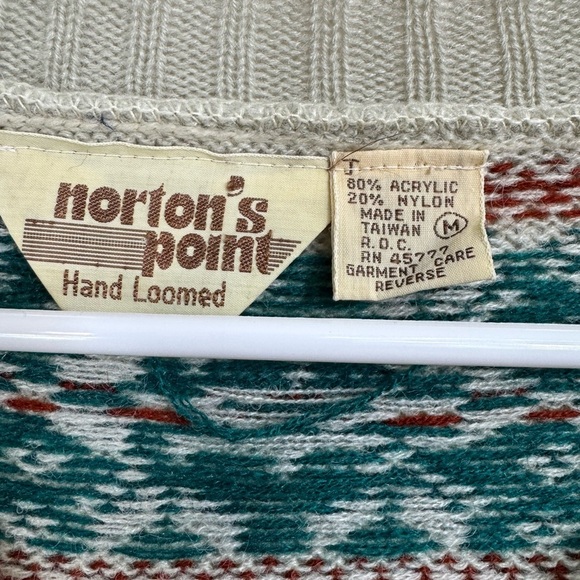 norton's
point
Hand Loomed
80% ACRYLIC
20% NYLON
MADE IN
TAIWAN
R.O.C.
M
RN 45777
GARMENT CARE
REVERSE